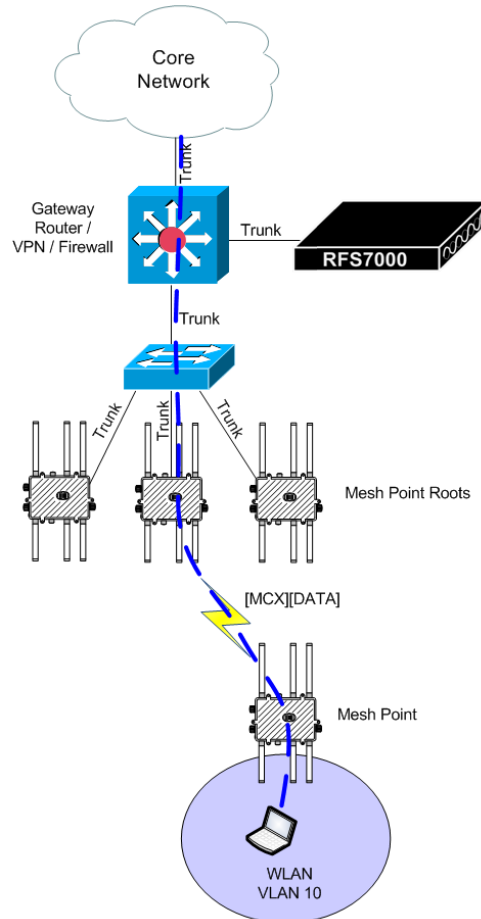 Core
Network
Trunk
Gateway
Router /
VPN / Firewall
Trunk
RFS7000
Trunk
Trunk
Trunk
Trunk
Mesh Point Roots
[MCX][DATA]
Mesh Point
WLAN
VLAN 10